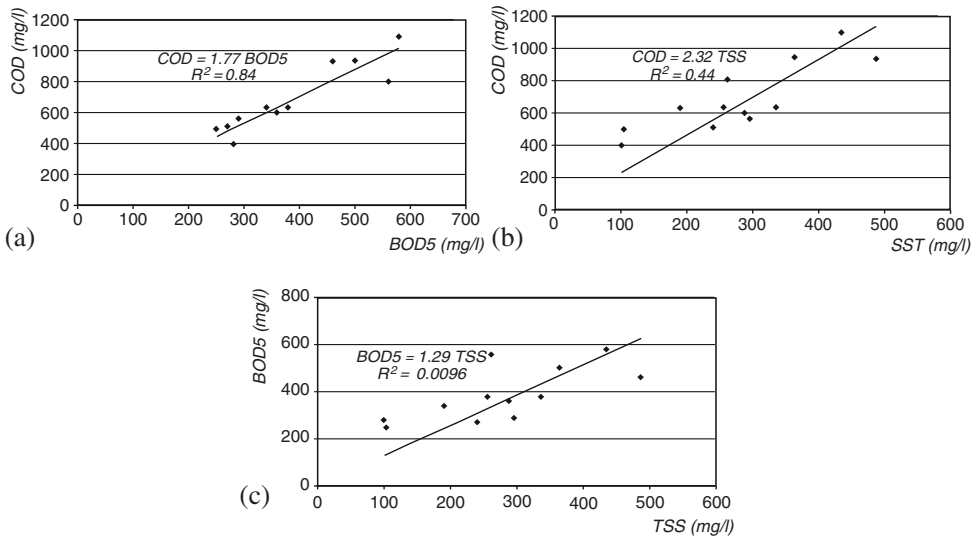 COD (mg/l)
1200
1000
800
600
400
200
0
COD = 1.77 BOD5
R² = 0.84
0 100 200 300 400 500 600 700
BOD5 (mg/l)
(a)
COD (mg/l)
1200
1000
800
600
400
200
0
COD = 2.32 TSS
R² = 0.44
0 100 200 300 400 500 600
SST (mg/l)
(b)
BOD5 (mg/l)
800
600
400
200
0
BOD5 = 1.29 TSS
R² = 0.0096
0 100 200 300 400 500 600
TSS (mg/l)
(c)